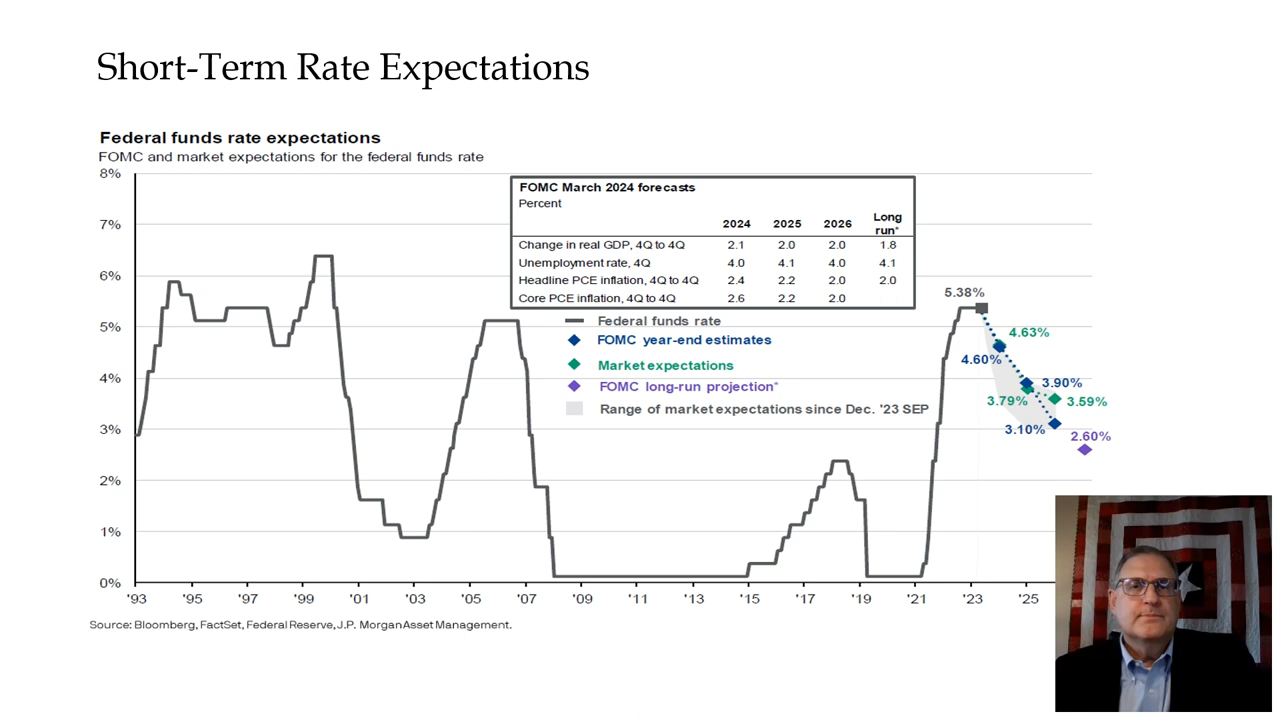 Short-Term Rate Expectations
Federal funds rate expectations
FOMC and market expectations for the federal funds rate
8%
7%
6%
5%
4%
3%
2%
1%
0%
FOMC March 2024 forecasts
Percent
2024 2025 2026 Long run*
Change in real GDP, 4Q to 4Q 2.1 2.0 2.0 1.8
Unemployment rate, 4Q 4.0 4.1 4.0 4.1
Headline PCE inflation, 4Q to 4Q 2.4 2.2 2.0 2.0
Core PCE inflation, 4Q to 4Q 2.6 2.2 2.0
Federal funds rate
FOMC year-end estimates
Market expectations
FOMC long-run projection*
Range of market expectations since Dec. '23 SEP
5.38%
4.63%
4.60%
3.90%
3.79%
3.59%
3.10%
2.60%
'93 '95 '97 '99 '01 '03 '05 '07 '09 '11 '13 '15 '17 '19 '21 '23 '25
Source: Bloomberg, FactSet, Federal Reserve, J.P. Morgan Asset Management.